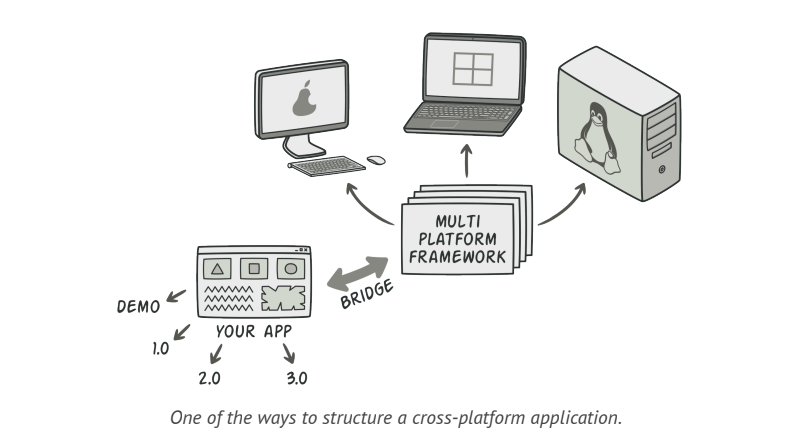 MULTI
PLATFORM
FRAMEWORK
BRIDGE
DEMO
YOUR APP
1.0
2.0
3.0
One of the ways to structure a cross-platform application.